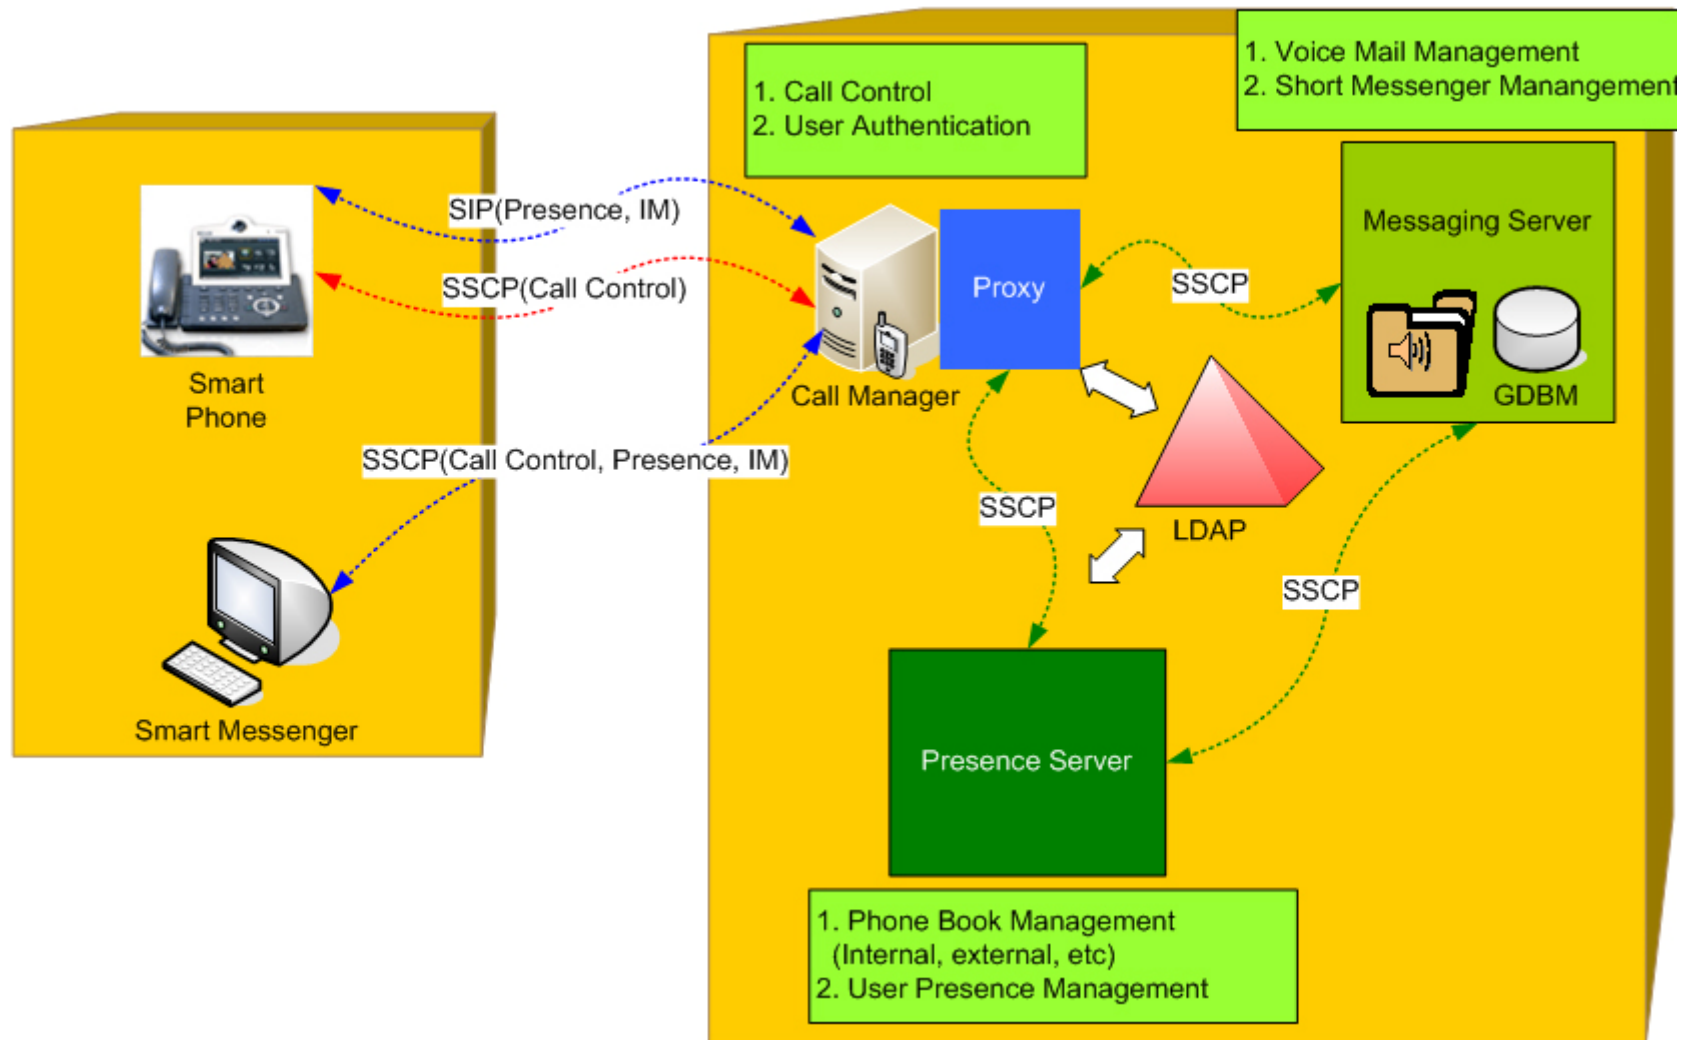 1. Call Control
2. User Authentication
1. Voice Mail Management
2. Short Messenger Manangement
SIP(Presence, IM)
SSCP(Call Control)
Smart
Phone
SSCP(Call Control, Presence, IM)
Smart Messenger
Call Manager
Proxy
SSCP
Messaging Server
GDBM
LDAP
SSCP
SSCP
Presence Server
1. Phone Book Management
(Internal, external, etc)
2. User Presence Management